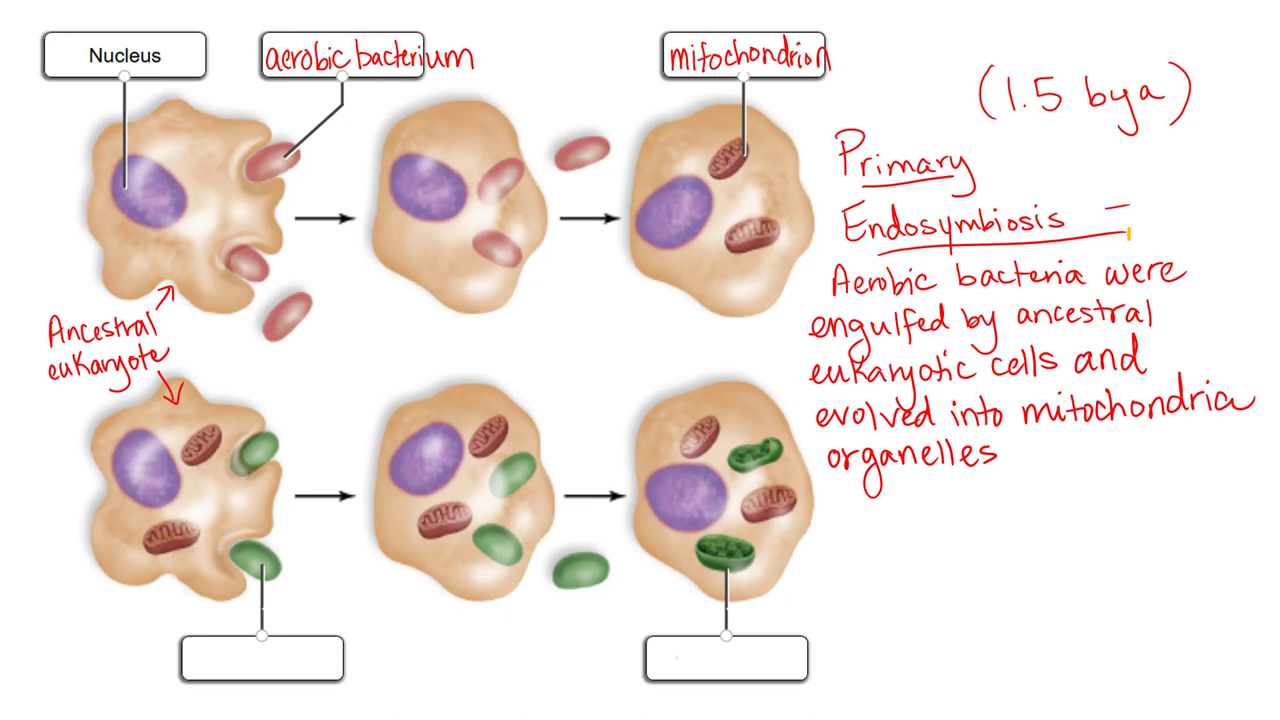 Nucleus
aerobic bacterium
mitochondrion
(1.5 bya)
Primary
Endosymbiosis -
Aerobic bacteria were
engulfed by ancestral
eukaryotic cells and
evolved into mitochondria
organelles
Ancestral
eukaryote